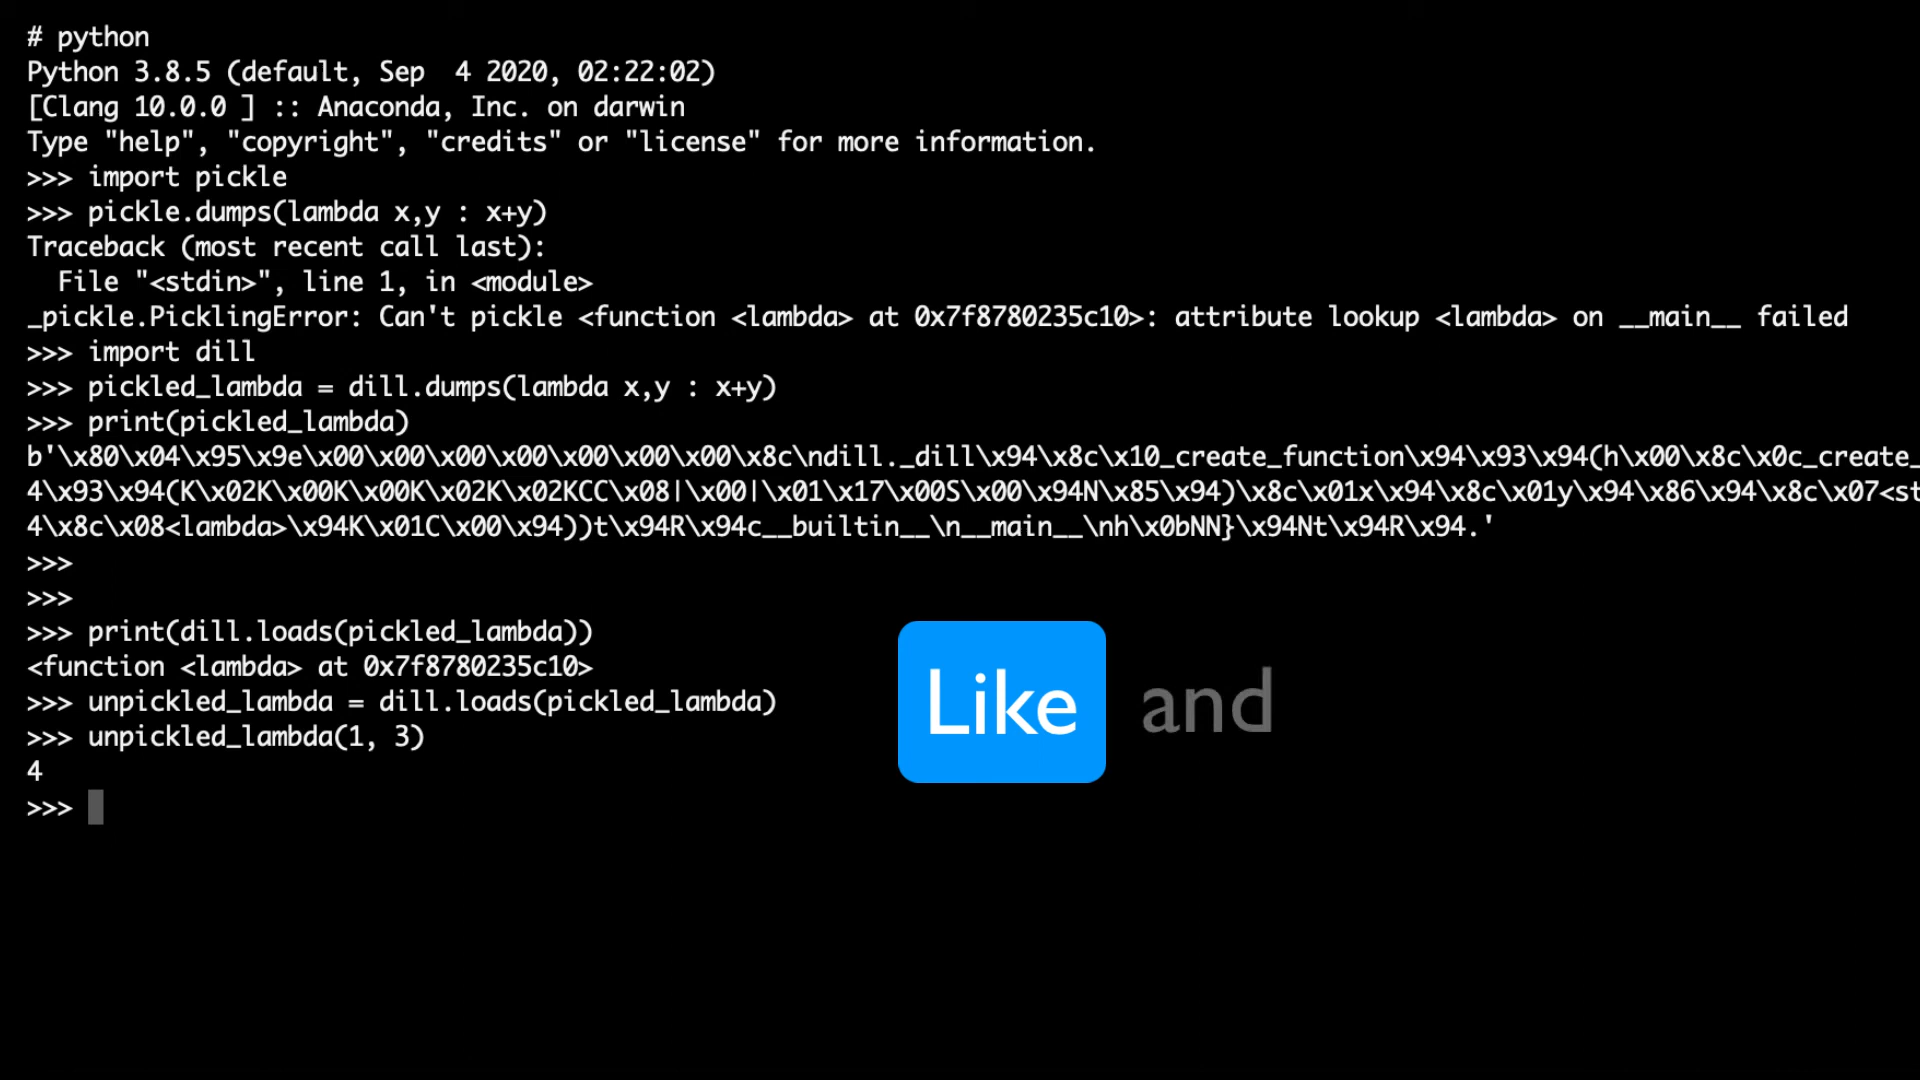 # python
Python 3.8.5 (default, Sep  4 2020, 02:22:02)
[Clang 10.0.0 ] :: Anaconda, Inc. on darwin
Type "help", "copyright", "credits" or "license" for more information.
>>> import pickle
>>> pickle.dumps(lambda x,y : x+y)
Traceback (most recent call last):
  File "<stdin>", line 1, in <module>
_pickle.PicklingError: Can't pickle <function <lambda> at 0x7f8780235c10>: attribute lookup <lambda> on __main__ failed
>>> import dill
>>> pickled_lambda = dill.dumps(lambda x,y : x+y)
>>> print(pickled_lambda)
b'\x80\x04\x95\x9e\x00\x00\x00\x00\x00\x00\x00\x8c\ndill._dill\x94\x8c\x10_create_function\x94\x93\x94(h\x00\x8c\x0c_create_
4\x93\x94(K\x02K\x00K\x00K\x02K\x02KCC\x08|\x00|\x01\x17\x00S\x00\x94N\x85\x94)\x8c\x01x\x94\x8c\x01y\x94\x86\x94\x8c\x07<st
4\x8c\x08<lambda>\x94K\x01C\x00\x94))t\x94R\x94c__builtin__\n__main__\nh\x0bNN}\x94Nt\x94R\x94.'
>>>
>>>
>>> print(dill.loads(pickled_lambda))
<function <lambda> at 0x7f8780235c10>
>>> unpickled_lambda = dill.loads(pickled_lambda)
>>> unpickled_lambda(1, 3)
4
>>>
Like and